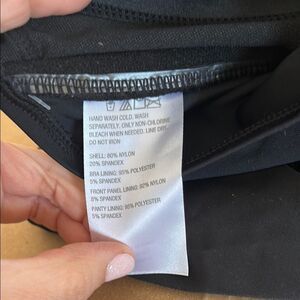 HAND WASH COLD. WASH
SEPARATELY, ONLY NON-CHLORINE
BLEACH WHEN NEEDED. LINE DRY.
DO NOT IRON
SHELL: 80% NYLON
20% SPANDEX
BRA LINING: 95% POLYESTER
5% SPANDEX
FRONT PANEL LINING: 92% NYLON
8% SPANDEX
PANTY LINING: 95% POLYESTER
5% SPANDEX